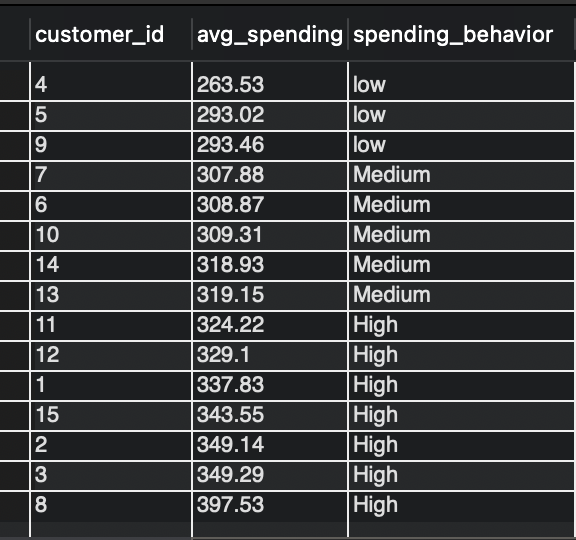 customer_id avg_spending spending_behavior
4 263.53 low
5 293.02 low
9 293.46 low
7 307.88 Medium
6 308.87 Medium
10 309.31 Medium
14 318.93 Medium
13 319.15 Medium
11 324.22 High
12 329.1 High
1 337.83 High
15 343.55 High
2 349.14 High
3 349.29 High
8 397.53 High